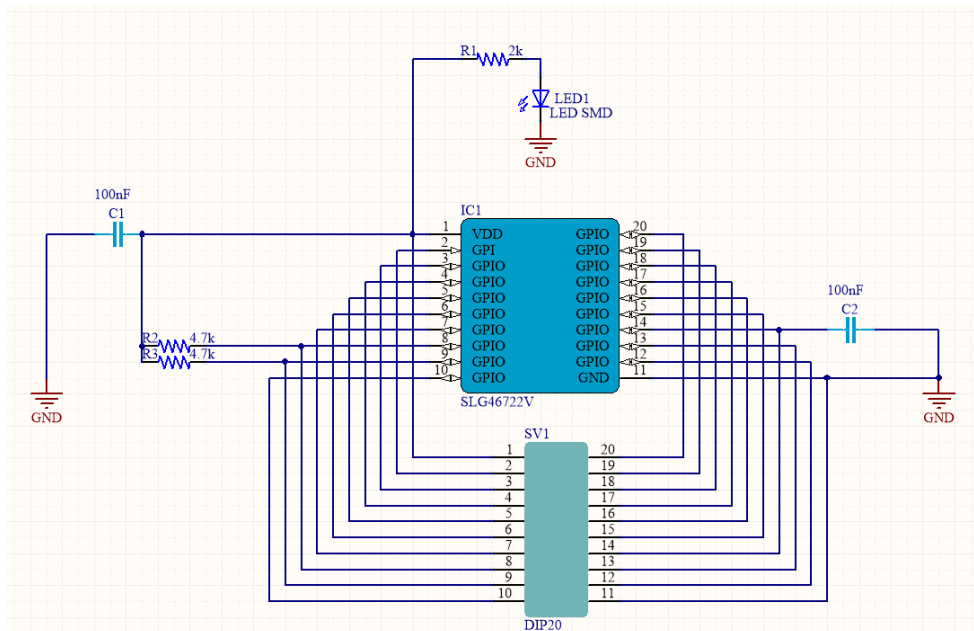 R1 2k
LED1
LED SMD
GND
100nF
C1
IC1
1 VDD GPIO 20
2 GPI GPIO 19
3 GPIO GPIO 18
4 GPIO GPIO 17
5 GPIO GPIO 16
6 GPIO GPIO 15
7 GPIO GPIO 14
8 GPIO GPIO 13
9 GPIO GPIO 12
10 GPIO GND 11
SLG46722V
100nF
C2
R2 4.7k
R3 4.7k
GND
GND
SV1
1 20
2 19
3 18
4 17
5 16
6 15
7 14
8 13
9 12
10 11
DIP20